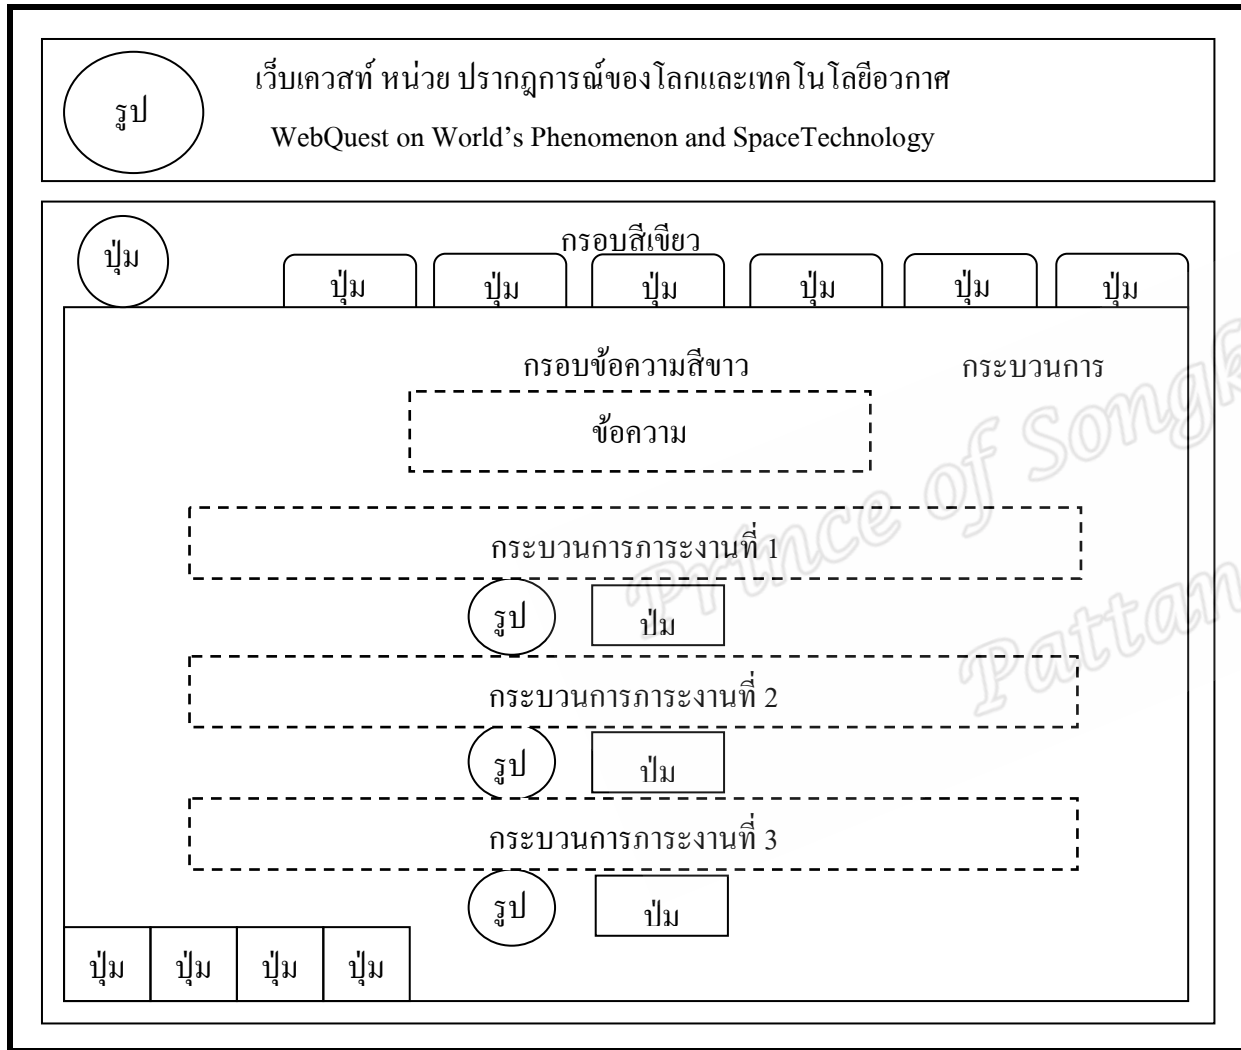 รูป
เว็บเควสท์ หน่วย ปรากฎการณ์ของโลกและเทคโนโลยีอวกาศ
WebQuest on World’s Phenomenon and SpaceTechnology
ปุ่ม
กรอบสีเขียว
ปุ่ม ปุ่ม ปุ่ม ปุ่ม ปุ่ม ปุ่ม
กรอบข้อความสีขาว กระบวนการ
ข้อความ
กระบวนการภาระงานที่ 1
รูป ปุ่ม
กระบวนการภาระงานที่ 2
รูป ปุ่ม
กระบวนการภาระงานที่ 3
รูป ปุ่ม
ปุ่ม ปุ่ม ปุ่ม ปุ่ม
Prince of Songk
Pattan